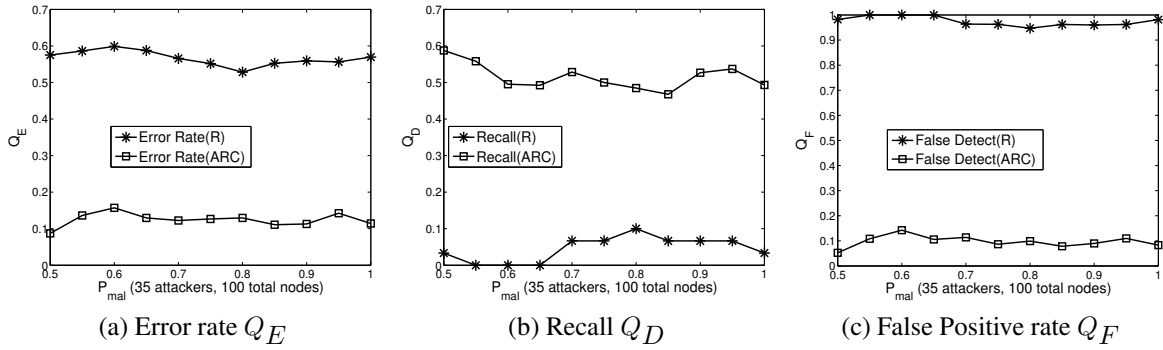 0.7
0.6
0.5
0.4
0.3
0.2
0.1
0
Q_E
Error Rate(R)
Error Rate(ARC)
0.5 0.6 0.7 0.8 0.9 1
P_mal (35 attackers, 100 total nodes)
(a) Error rate Q_E
0.7
0.6
0.5
0.4
0.3
0.2
0.1
0
Q_D
Recall(R)
Recall(ARC)
0.5 0.6 0.7 0.8 0.9 1
P_mal (35 attackers, 100 total nodes)
(b) Recall Q_D
1
0.9
0.8
0.7
0.6
0.5
0.4
0.3
0.2
0.1
0
Q_F
False Detect(R)
False Detect(ARC)
0.5 0.6 0.7 0.8 0.9 1
P_mal (35 attackers, 100 total nodes)
(c) False Positive rate Q_F